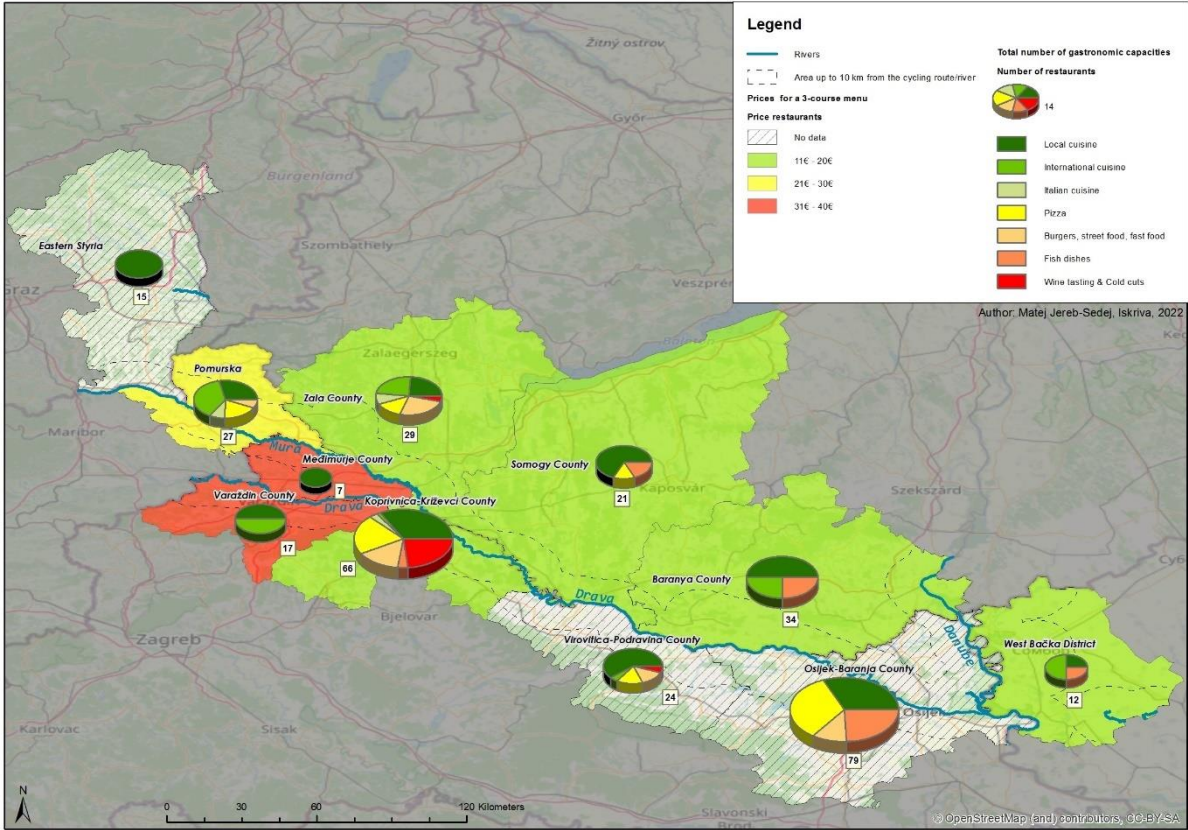 Legend
Rivers
Area up to 10 km from the cycling route/river
Prices for a 3-course menu
Price restaurants
No data
11€ - 20€
21€ - 30€
31€ - 40€
Total number of gastronomic capacities
Number of restaurants
14
Local cuisine
International cuisine
Italian cuisine
Pizza
Burgers, street food, fast food
Fish dishes
Wine tasting & Cold cuts
Author: Matej Jereb-Sedej, Iskriva, 2022
Žitný ostrov
Győr
Burgenland
Szombathely
Eastern Styria
15
Graz
Veszprém
Balaton
Zalaegerszeg
Pomurska
27
Zala County
29
Maribor
Mura
Međimurje County
7
Somogy County
21
Kaposvár
Szekszárd
Varaždin County
17
Drava
Koprivnica-Križevci County
66
Baranya County
34
Bjelovar
Drava
Zagreb
Virovitica-Podravina County
24
Danube
West Bačka District
12
Osijek-Baranja County
Osijek
79
Karlovac
Sisak
Slavonski
Brod
N
0 30 60 120 Kilometers
© OpenStreetMap (and) contributors, CC-BY-SA